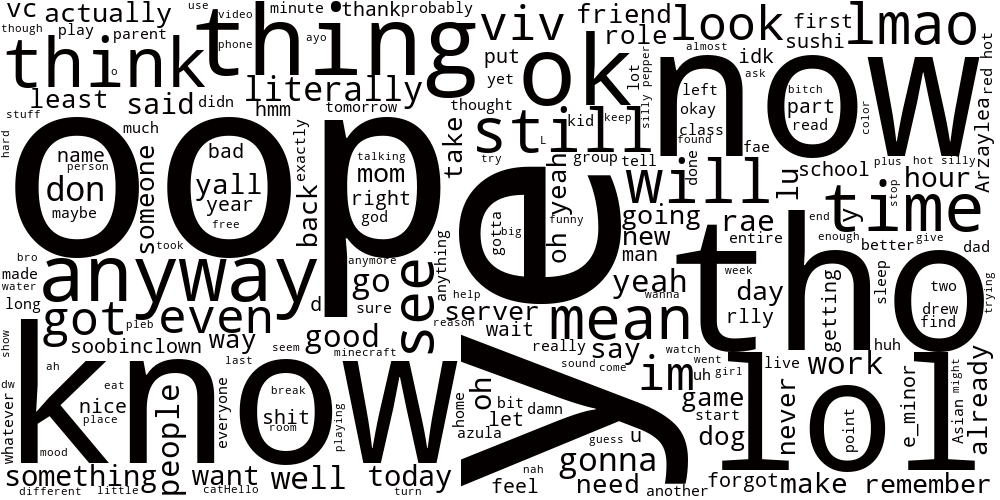 vc
actually
use
video
minute
thank
probably
viv
friend
look
first
lmao
though
play
parent
thing
role
sushi
think
phone
ayo
o
put
ok
lot
almost
idk
now
ask
yet
silly pepper
red hot
least
said
didn
literally
hmm
tomorrow
thought
left
okay
class
found
bitch
part
read
color
Arzaylea
stuff
much
exactly
still
kid
keep
L
hard
oop
name
person
don
maybe
someone
bad
yall
year
free
took
back
talking
mom
right
god
take
try
group
tell
done
fae
school
plus
hot silly
lu
stop
hour
ye
oh yeah
funny
gotta
big
will
going
new
man
rae
entire
tho
time
ty
end
enough
better
give
dad
bro
made
water
long
anyway
d
anymore
go
sure
see
anything
help
server
reason
wait
yeah
wanna
mean
week
day
rlly
getting
sleep
two
drew
find
trying
got
pleb
even
soobinclown
way
last
seem
good
minecraft
really
say
sound
come
watch
went
uh
girl
live
work
huh
show
know
ah
dw
whatever
mood
eat
nice
place
people
everyone
break
shit
room
playing
home
oh
bit
let
damn
azula
im
guess
u
game
start
dog
never
lol
point
e_minor
Asian
might
already
something
different
little
want
catHello
well
today
turn
feel
nah
gonna
need
another
forgot
make
remember